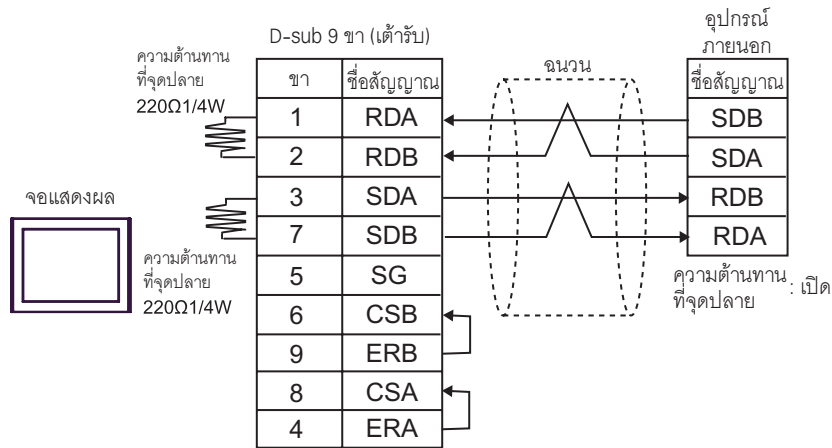 อุปกรณ์
ภายนอก
D-sub 9 ขา (เต้ารับ)
ความต้านทาน
ที่จุดปลาย
220Ω1/4W
ฉนวน
ขา ชื่อสัญญาณ
ชื่อสัญญาณ
1 RDA
SDB
2 RDB
SDA
3 SDA
RDB
7 SDB
RDA
จอแสดงผล
ความต้านทาน
ที่จุดปลาย
220Ω1/4W
5 SG
6 CSB
9 ERB
8 CSA
4 ERA
ความต้านทาน
ที่จุดปลาย : เปิด